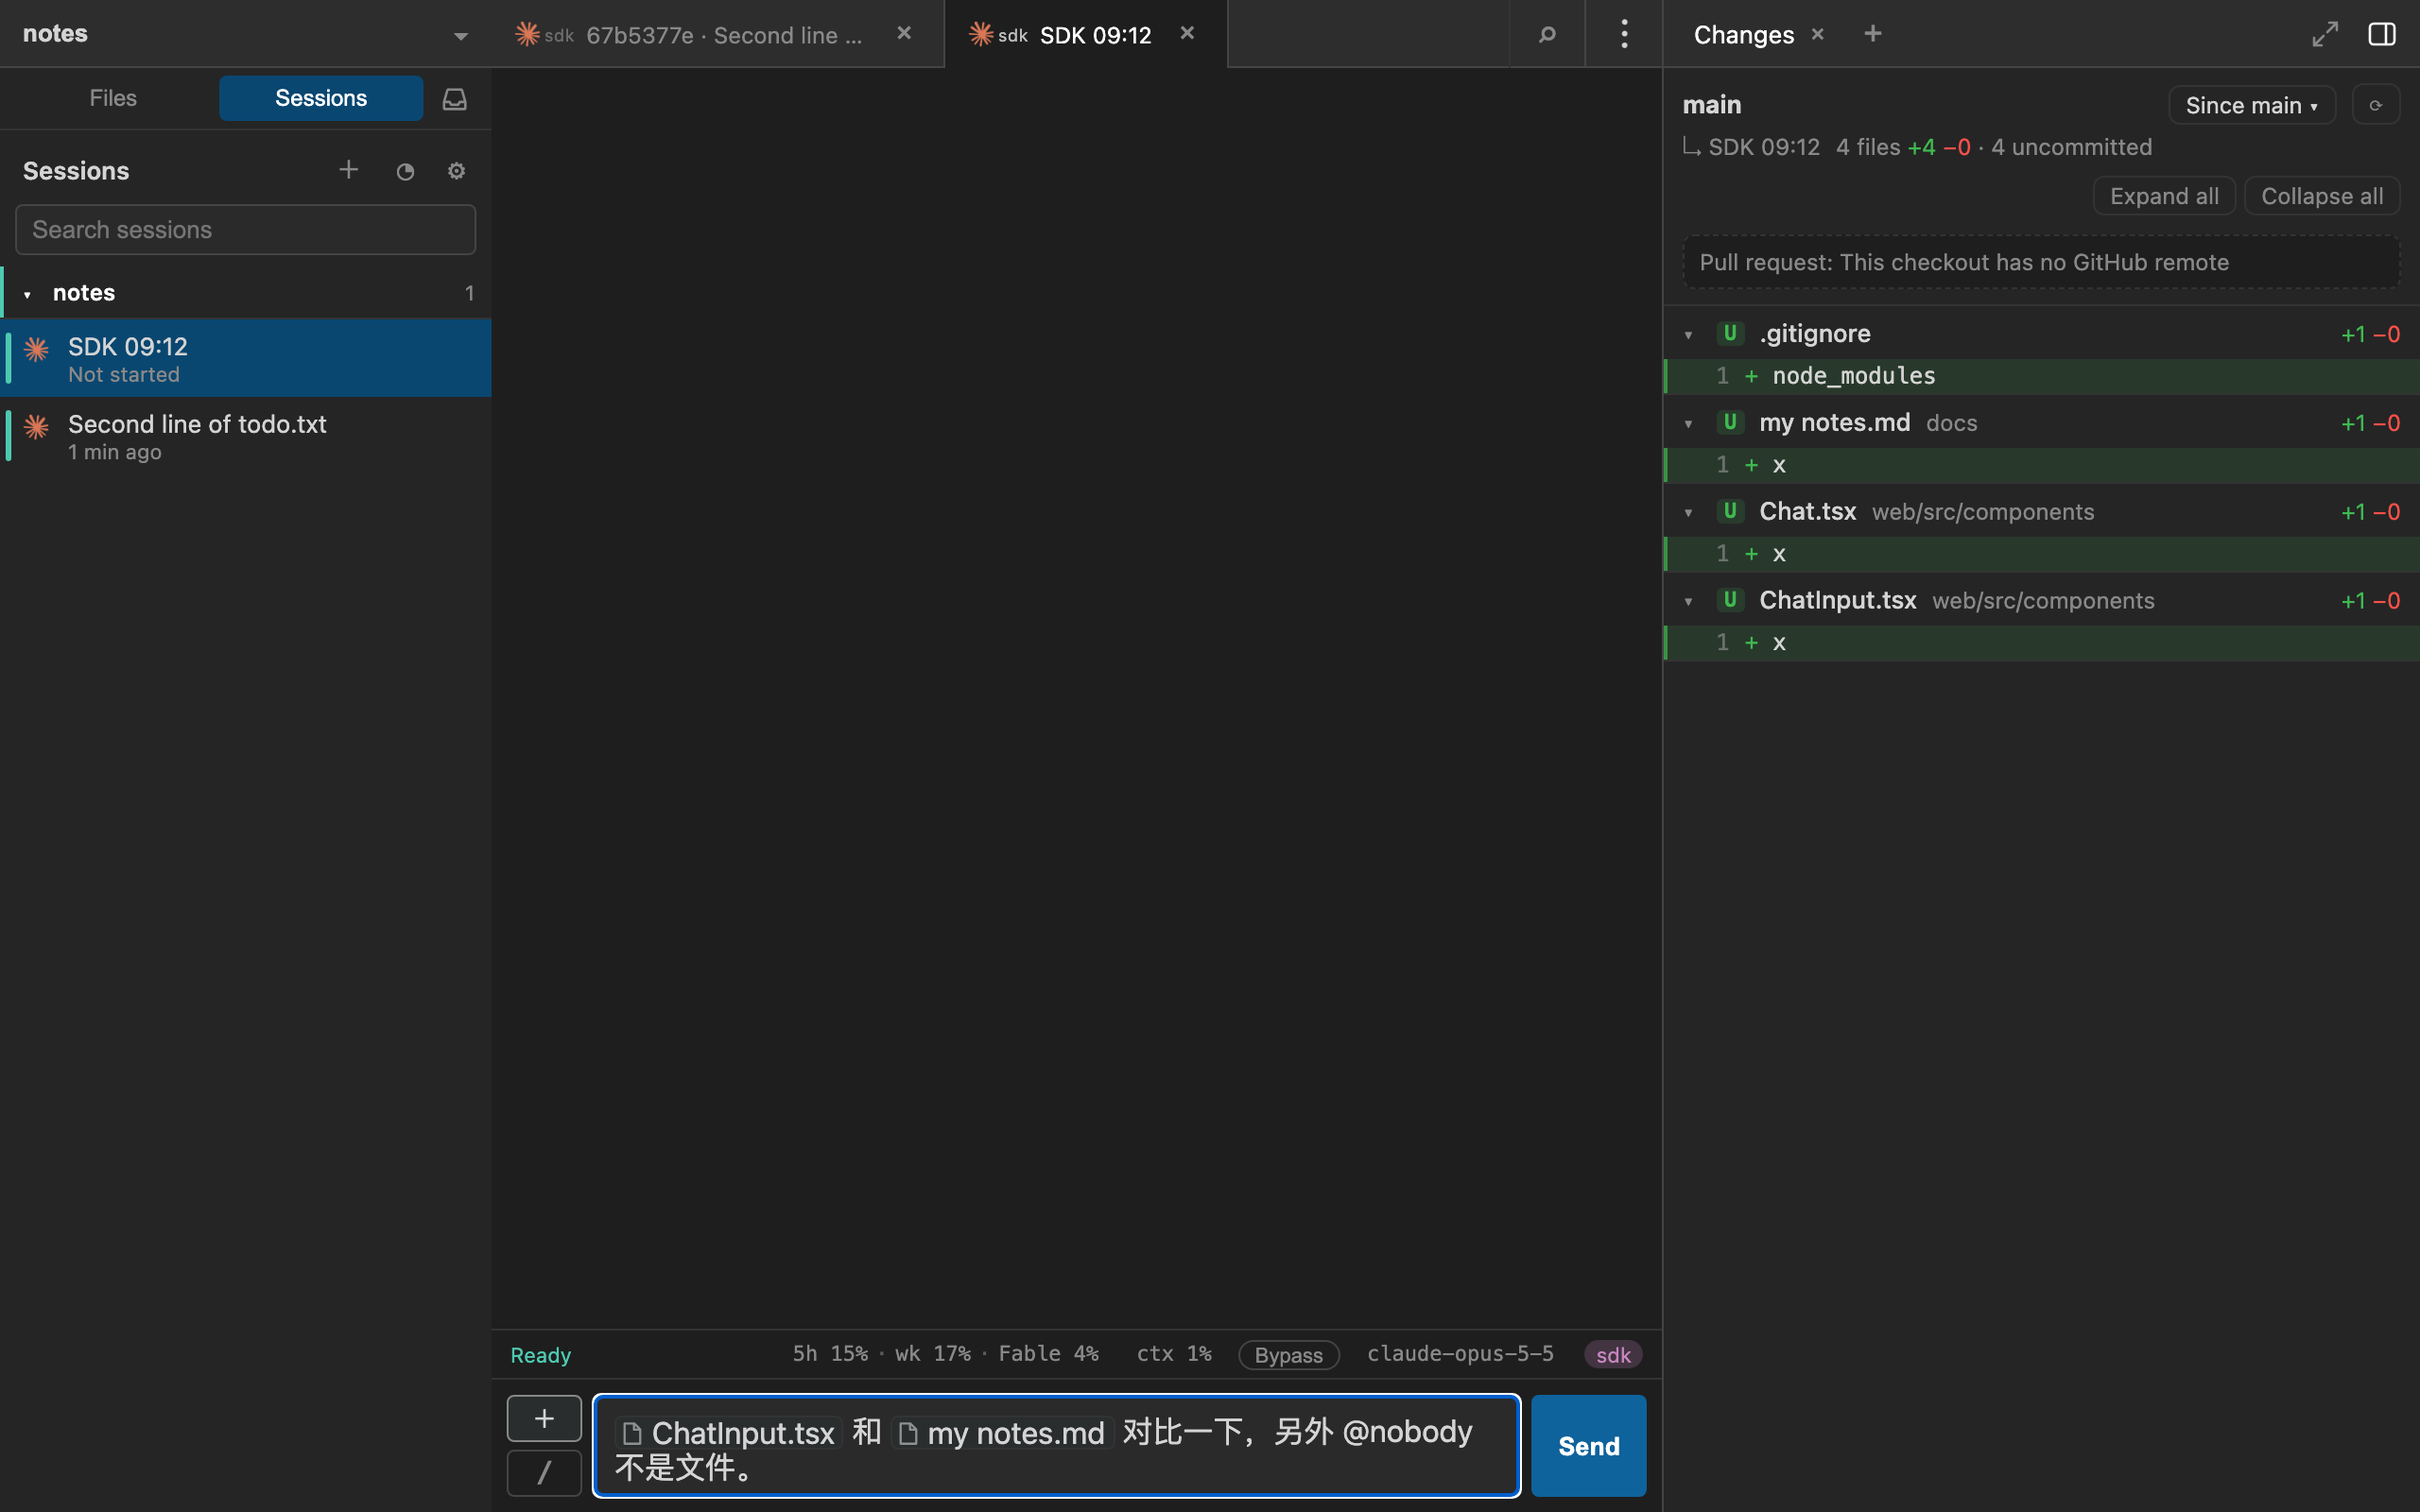 notes
Files
Sessions
Sessions
Search sessions
notes 1
SDK 09:12
Not started
Second line of todo.txt
1 min ago
sdk 67b5377e · Second line ...
sdk SDK 09:12
Ready 5h 15% · wk 17% · Fable 4% ctx 1% Bypass claude-opus-5-5 sdk
+
/
ChatInput.tsx 和 my notes.md 对比一下，另外 @nobody
不是文件。
Send
Changes
main Since main
SDK 09:12 4 files +4 −0 · 4 uncommitted
Expand all Collapse all
Pull request: This checkout has no GitHub remote
U .gitignore +1 −0
1 + node_modules
U my notes.md docs +1 −0
1 + x
U Chat.tsx web/src/components +1 −0
1 + x
U ChatInput.tsx web/src/components +1 −0
1 + x